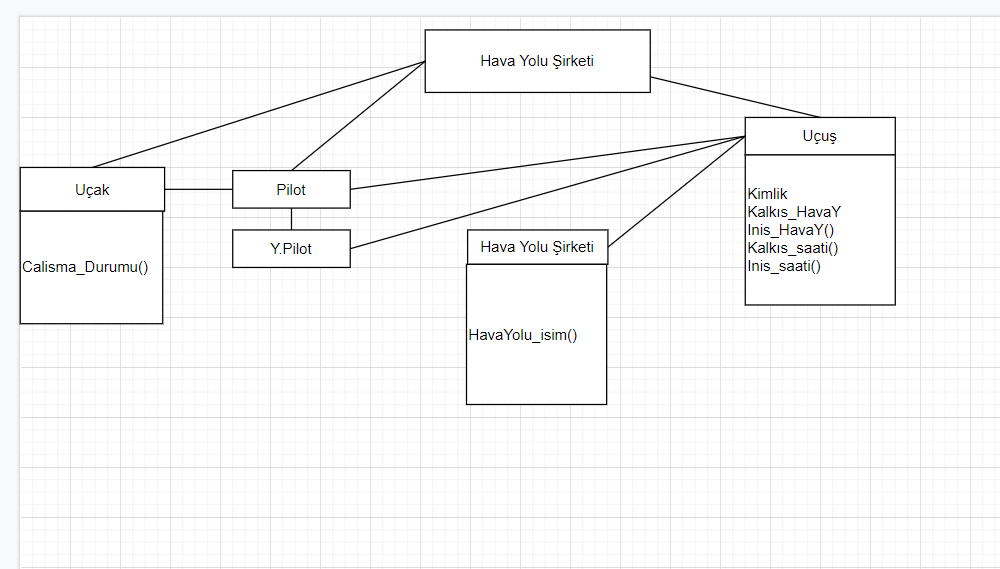 Hava Yolu Şirketi
Uçuş
Kimlik
Kalkıs_HavaY
Inis_HavaY()
Kalkıs_saati()
Inis_saati()
Uçak
Calisma_Durumu()
Pilot
Y.Pilot
Hava Yolu Şirketi
HavaYolu_isim()